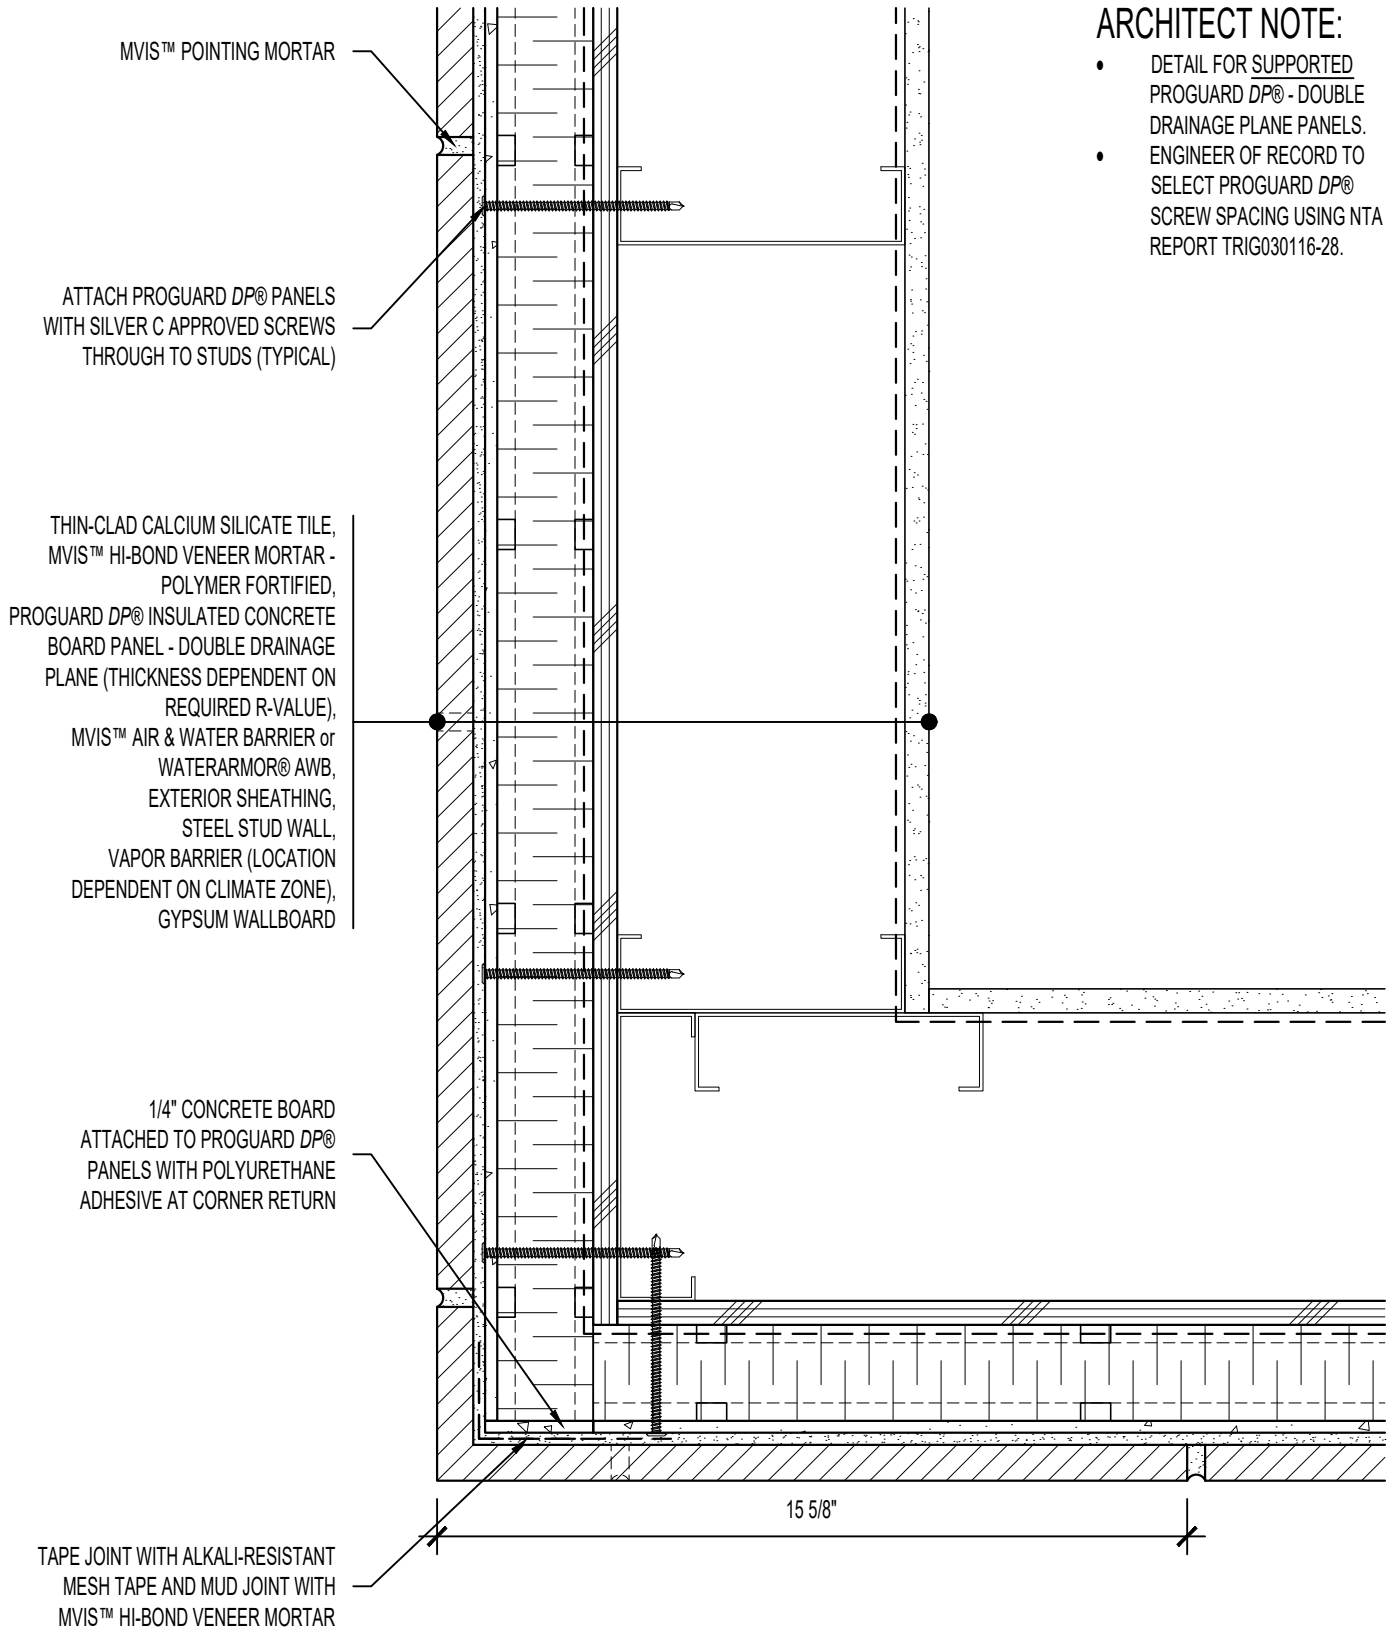 MVIS™ POINTING MORTAR
ARCHITECT NOTE:
• DETAIL FOR SUPPORTED
PROGUARD DP® - DOUBLE
DRAINAGE PLANE PANELS.
• ENGINEER OF RECORD TO
SELECT PROGUARD DP®
SCREW SPACING USING NTA
REPORT TRIG030116-28.
ATTACH PROGUARD DP® PANELS
WITH SILVER C APPROVED SCREWS
THROUGH TO STUDS (TYPICAL)
THIN-CLAD CALCIUM SILICATE TILE,
MVIS™ HI-BOND VENEER MORTAR -
POLYMER FORTIFIED,
PROGUARD DP® INSULATED CONCRETE
BOARD PANEL - DOUBLE DRAINAGE
PLANE (THICKNESS DEPENDENT ON
REQUIRED R-VALUE),
MVIS™ AIR & WATER BARRIER or
WATERARMOR® AWB,
EXTERIOR SHEATHING,
STEEL STUD WALL,
VAPOR BARRIER (LOCATION
DEPENDENT ON CLIMATE ZONE),
GYPSUM WALLBOARD
1/4" CONCRETE BOARD
ATTACHED TO PROGUARD DP®
PANELS WITH POLYURETHANE
ADHESIVE AT CORNER RETURN
15 5/8"
TAPE JOINT WITH ALKALI-RESISTANT
MESH TAPE AND MUD JOINT WITH
MVIS™ HI-BOND VENEER MORTAR